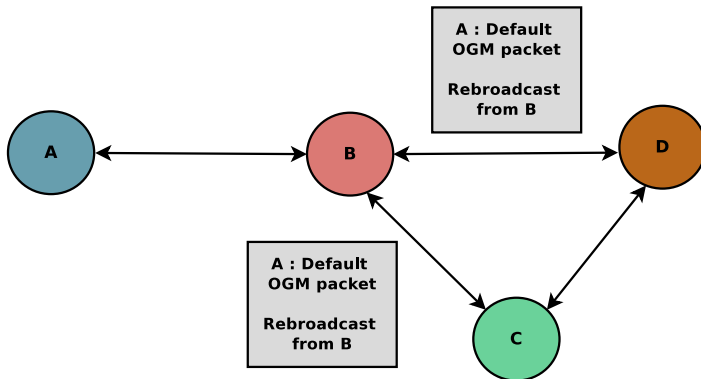 A : Default
OGM packet
Rebroadcast
from B
A
B
D
A : Default
OGM packet
Rebroadcast
from B
C